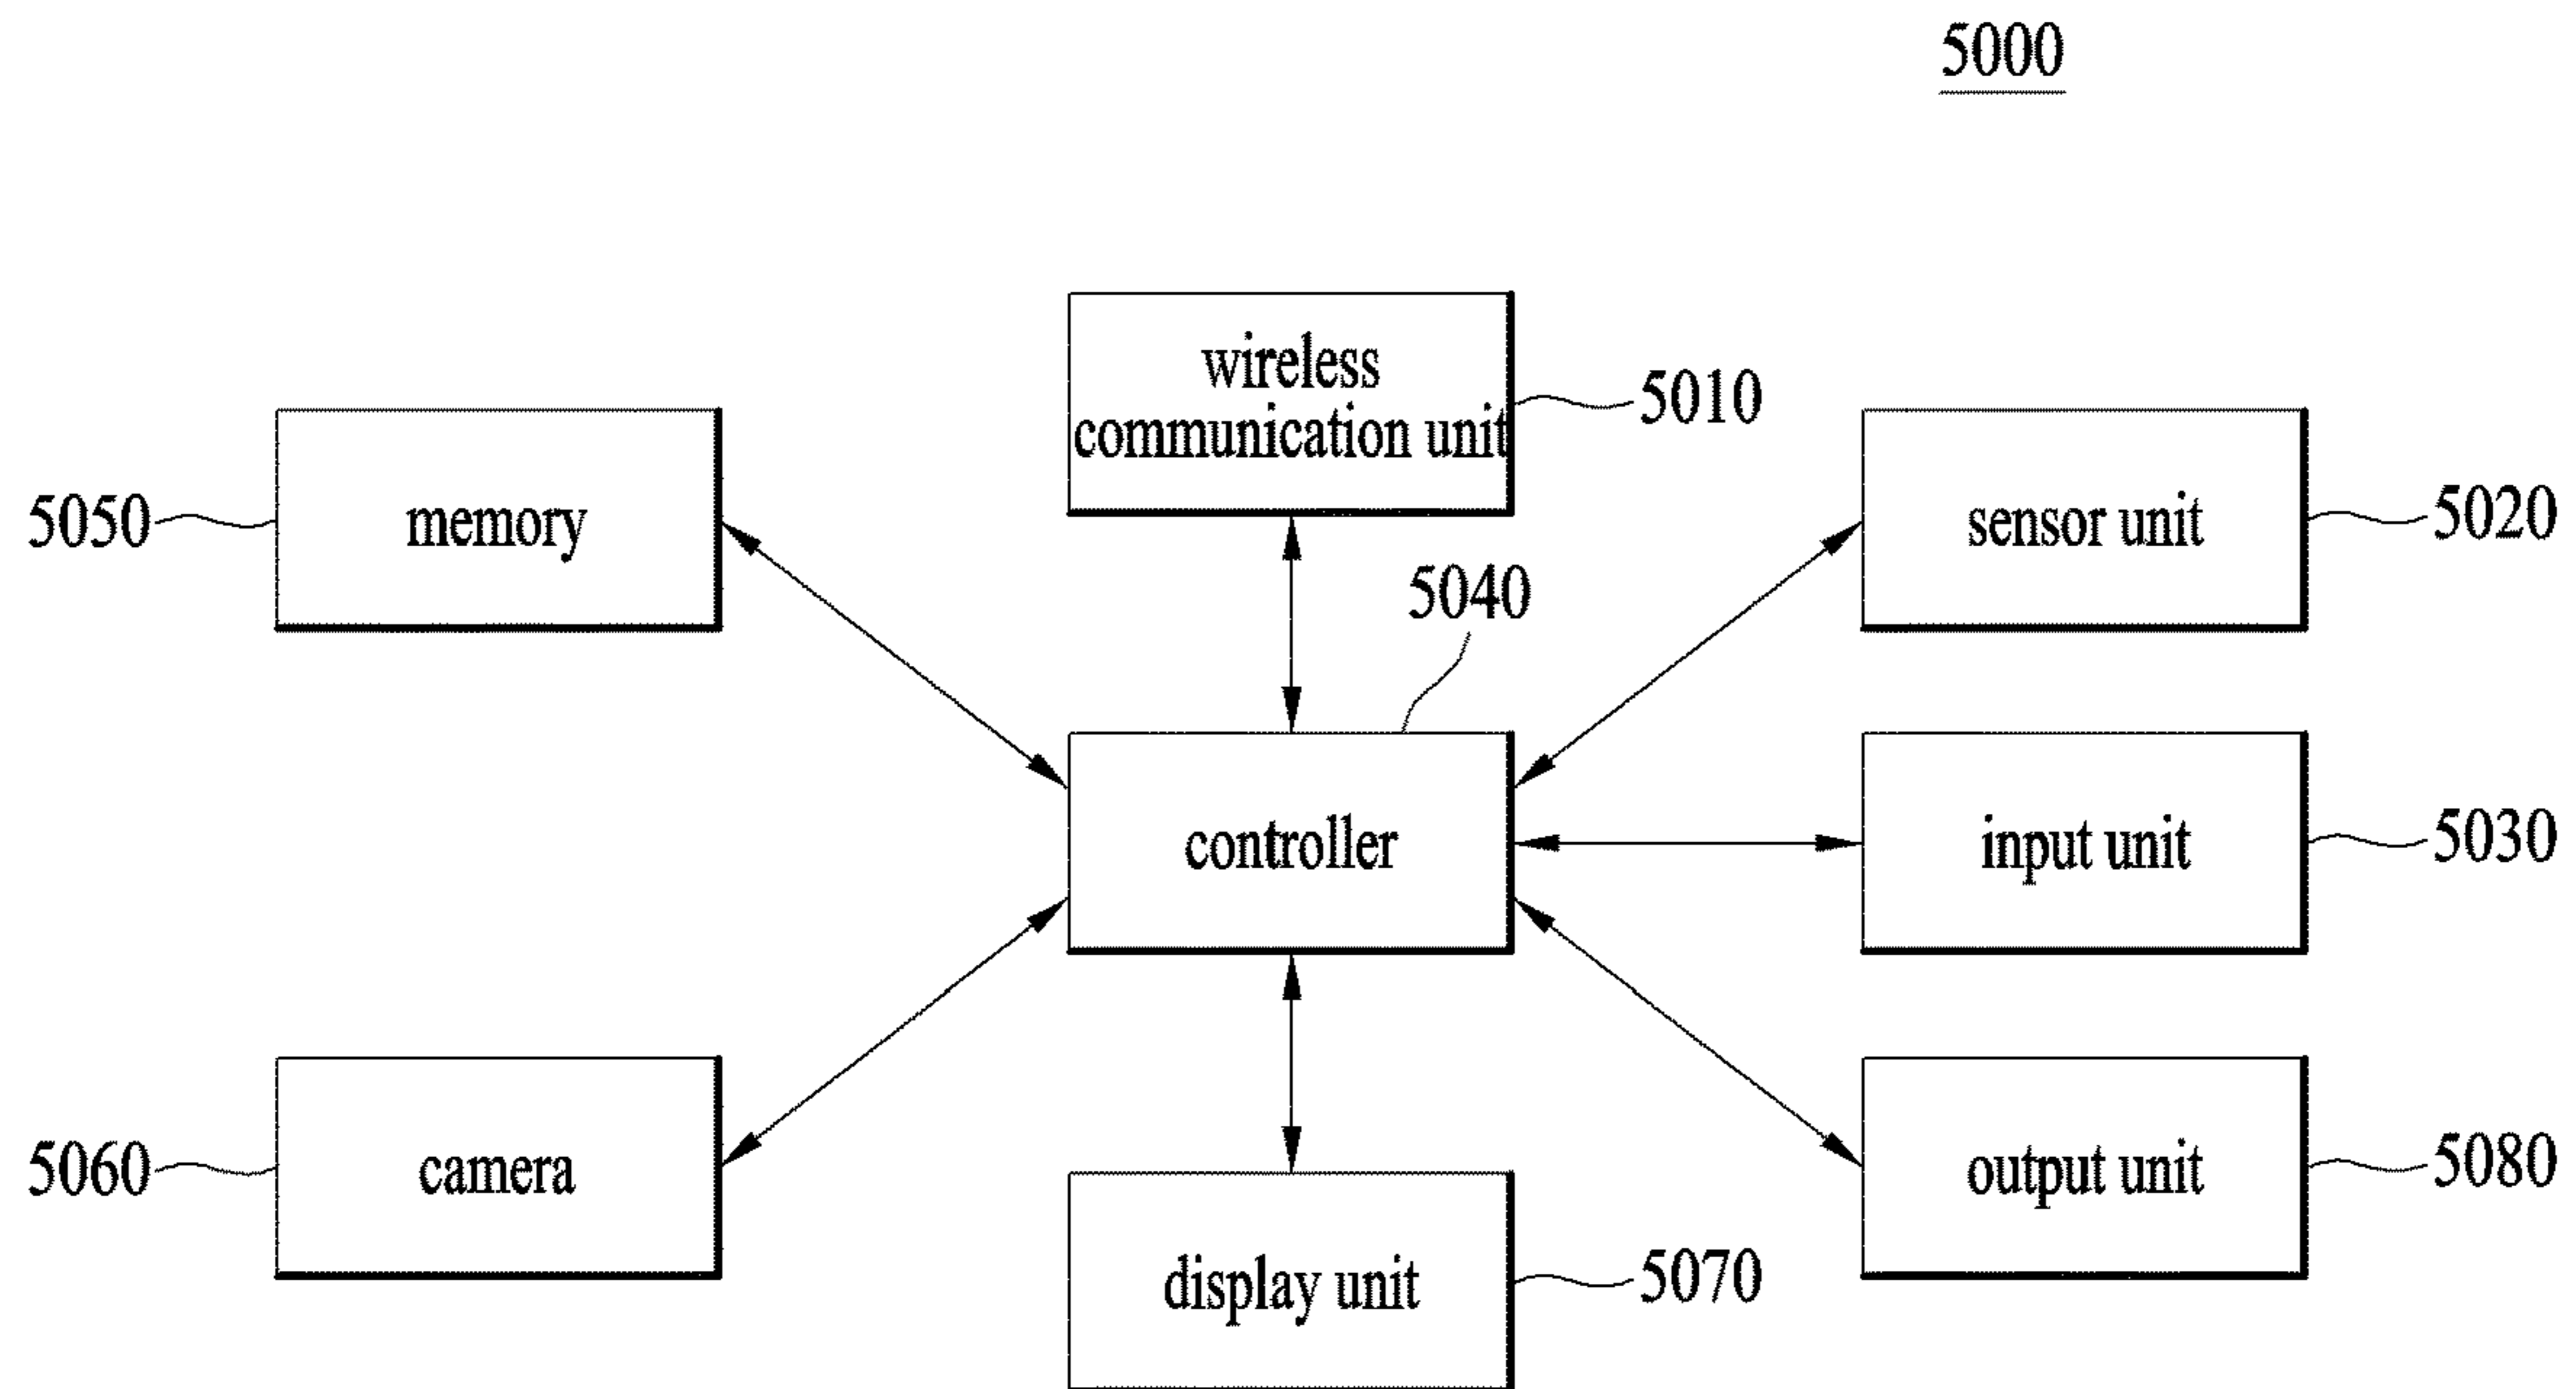 5000
wireless
communication unit
5010
5050
memory
sensor unit
5020
5040
controller
input unit
5030
5060
camera
output unit
5080
display unit
5070